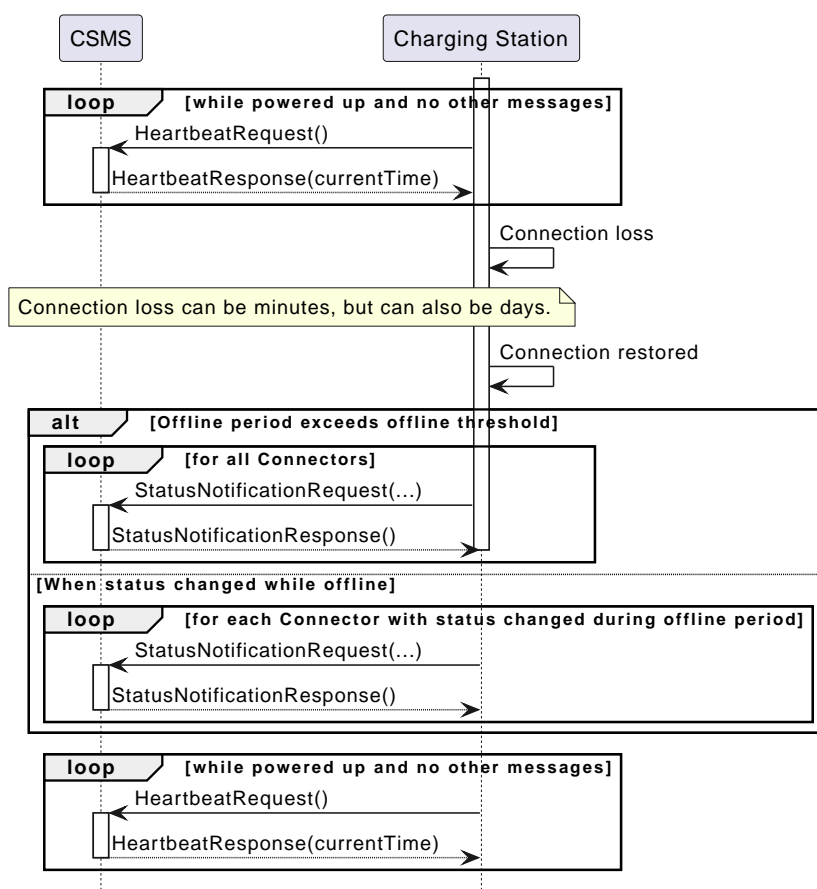 CSMS
Charging Station
loop
[while powered up and no other messages]
HeartbeatRequest()
HeartbeatResponse(currentTime)
Connection loss
Connection loss can be minutes, but can also be days.
Connection restored
alt
[Offline period exceeds offline threshold]
loop
[for all Connectors]
StatusNotificationRequest(...)
StatusNotificationResponse()
[When status changed while offline]
loop
[for each Connector with status changed during offline period]
StatusNotificationRequest(...)
StatusNotificationResponse()
loop
[while powered up and no other messages]
HeartbeatRequest()
HeartbeatResponse(currentTime)